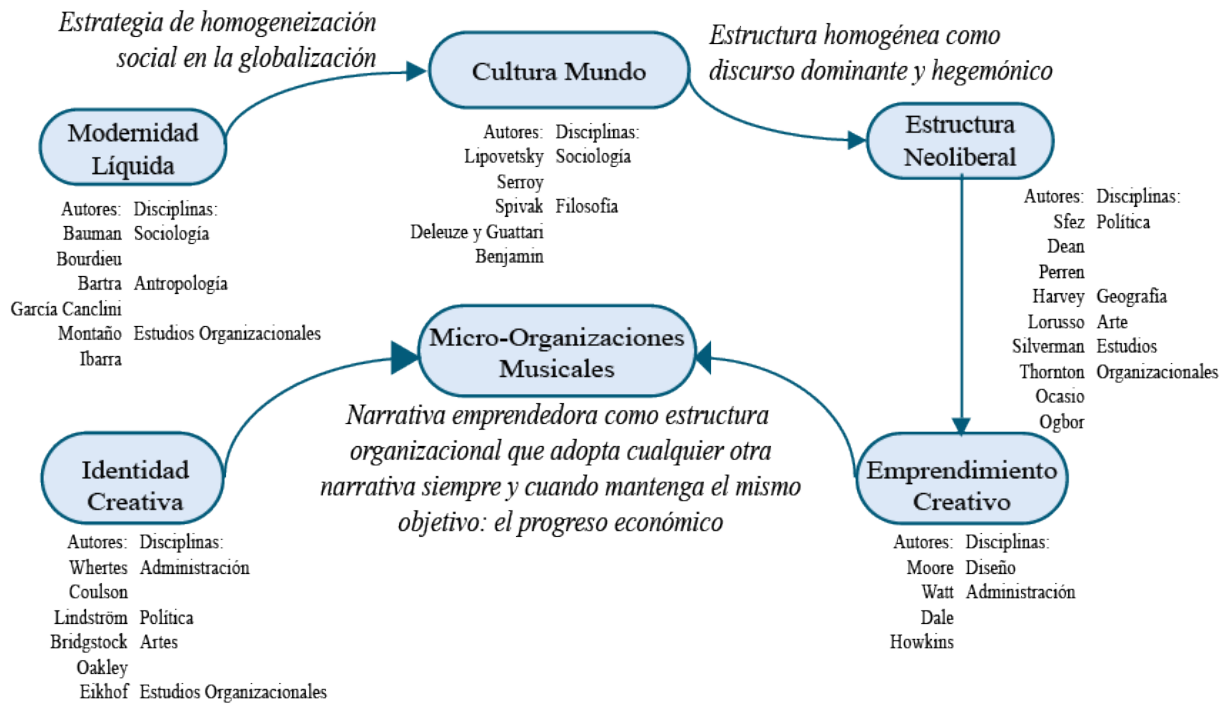 Estrategia de homogeneización
social en la globalización
Cultura Mundo
Estructura homogénea como
discurso dominante y hegemónico
Modernidad
Líquida
Autores: Disciplinas:
Bauman Sociología
Bourdieu
Bartra Antropología
García Canclini
Montaño Estudios Organizacionales
Ibarra
Autores: Disciplinas:
Lipovetsky Sociología
Serroy
Spivak Filosofía
Deleuze y Guattari
Benjamin
Estructura
Neoliberal
Autores: Disciplinas:
Sfez Política
Dean
Perren
Harvey Geografía
Lorusso Arte
Silverman Estudios
Thornton Organizacionales
Ocasio
Ogbor
Micro-Organizaciones
Musicales
Narrativa emprendedora como estructura
organizacional que adopta cualquier otra
narrativa siempre y cuando mantenga el mismo
objetivo: el progreso económico
Identidad
Creativa
Autores: Disciplinas:
Whertes Administración
Coulson
Lindström Política
Bridgstock Artes
Oakley
Eikhof Estudios Organizacionales
Emprendimiento
Creativo
Autores: Disciplinas:
Moore Diseño
Watt Administración
Dale
Howkins